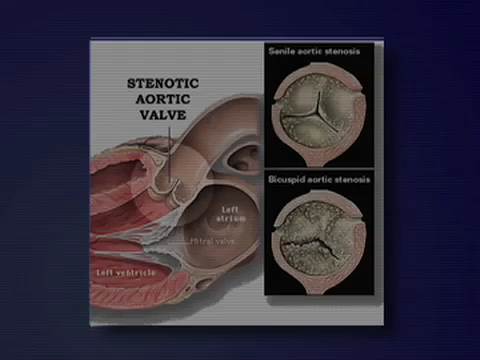 STENOTIC
AORTIC
VALVE
Left
atrium
Mitral valve
Left ventricle
Senile aortic stenosis
Bicuspid aortic stenosis